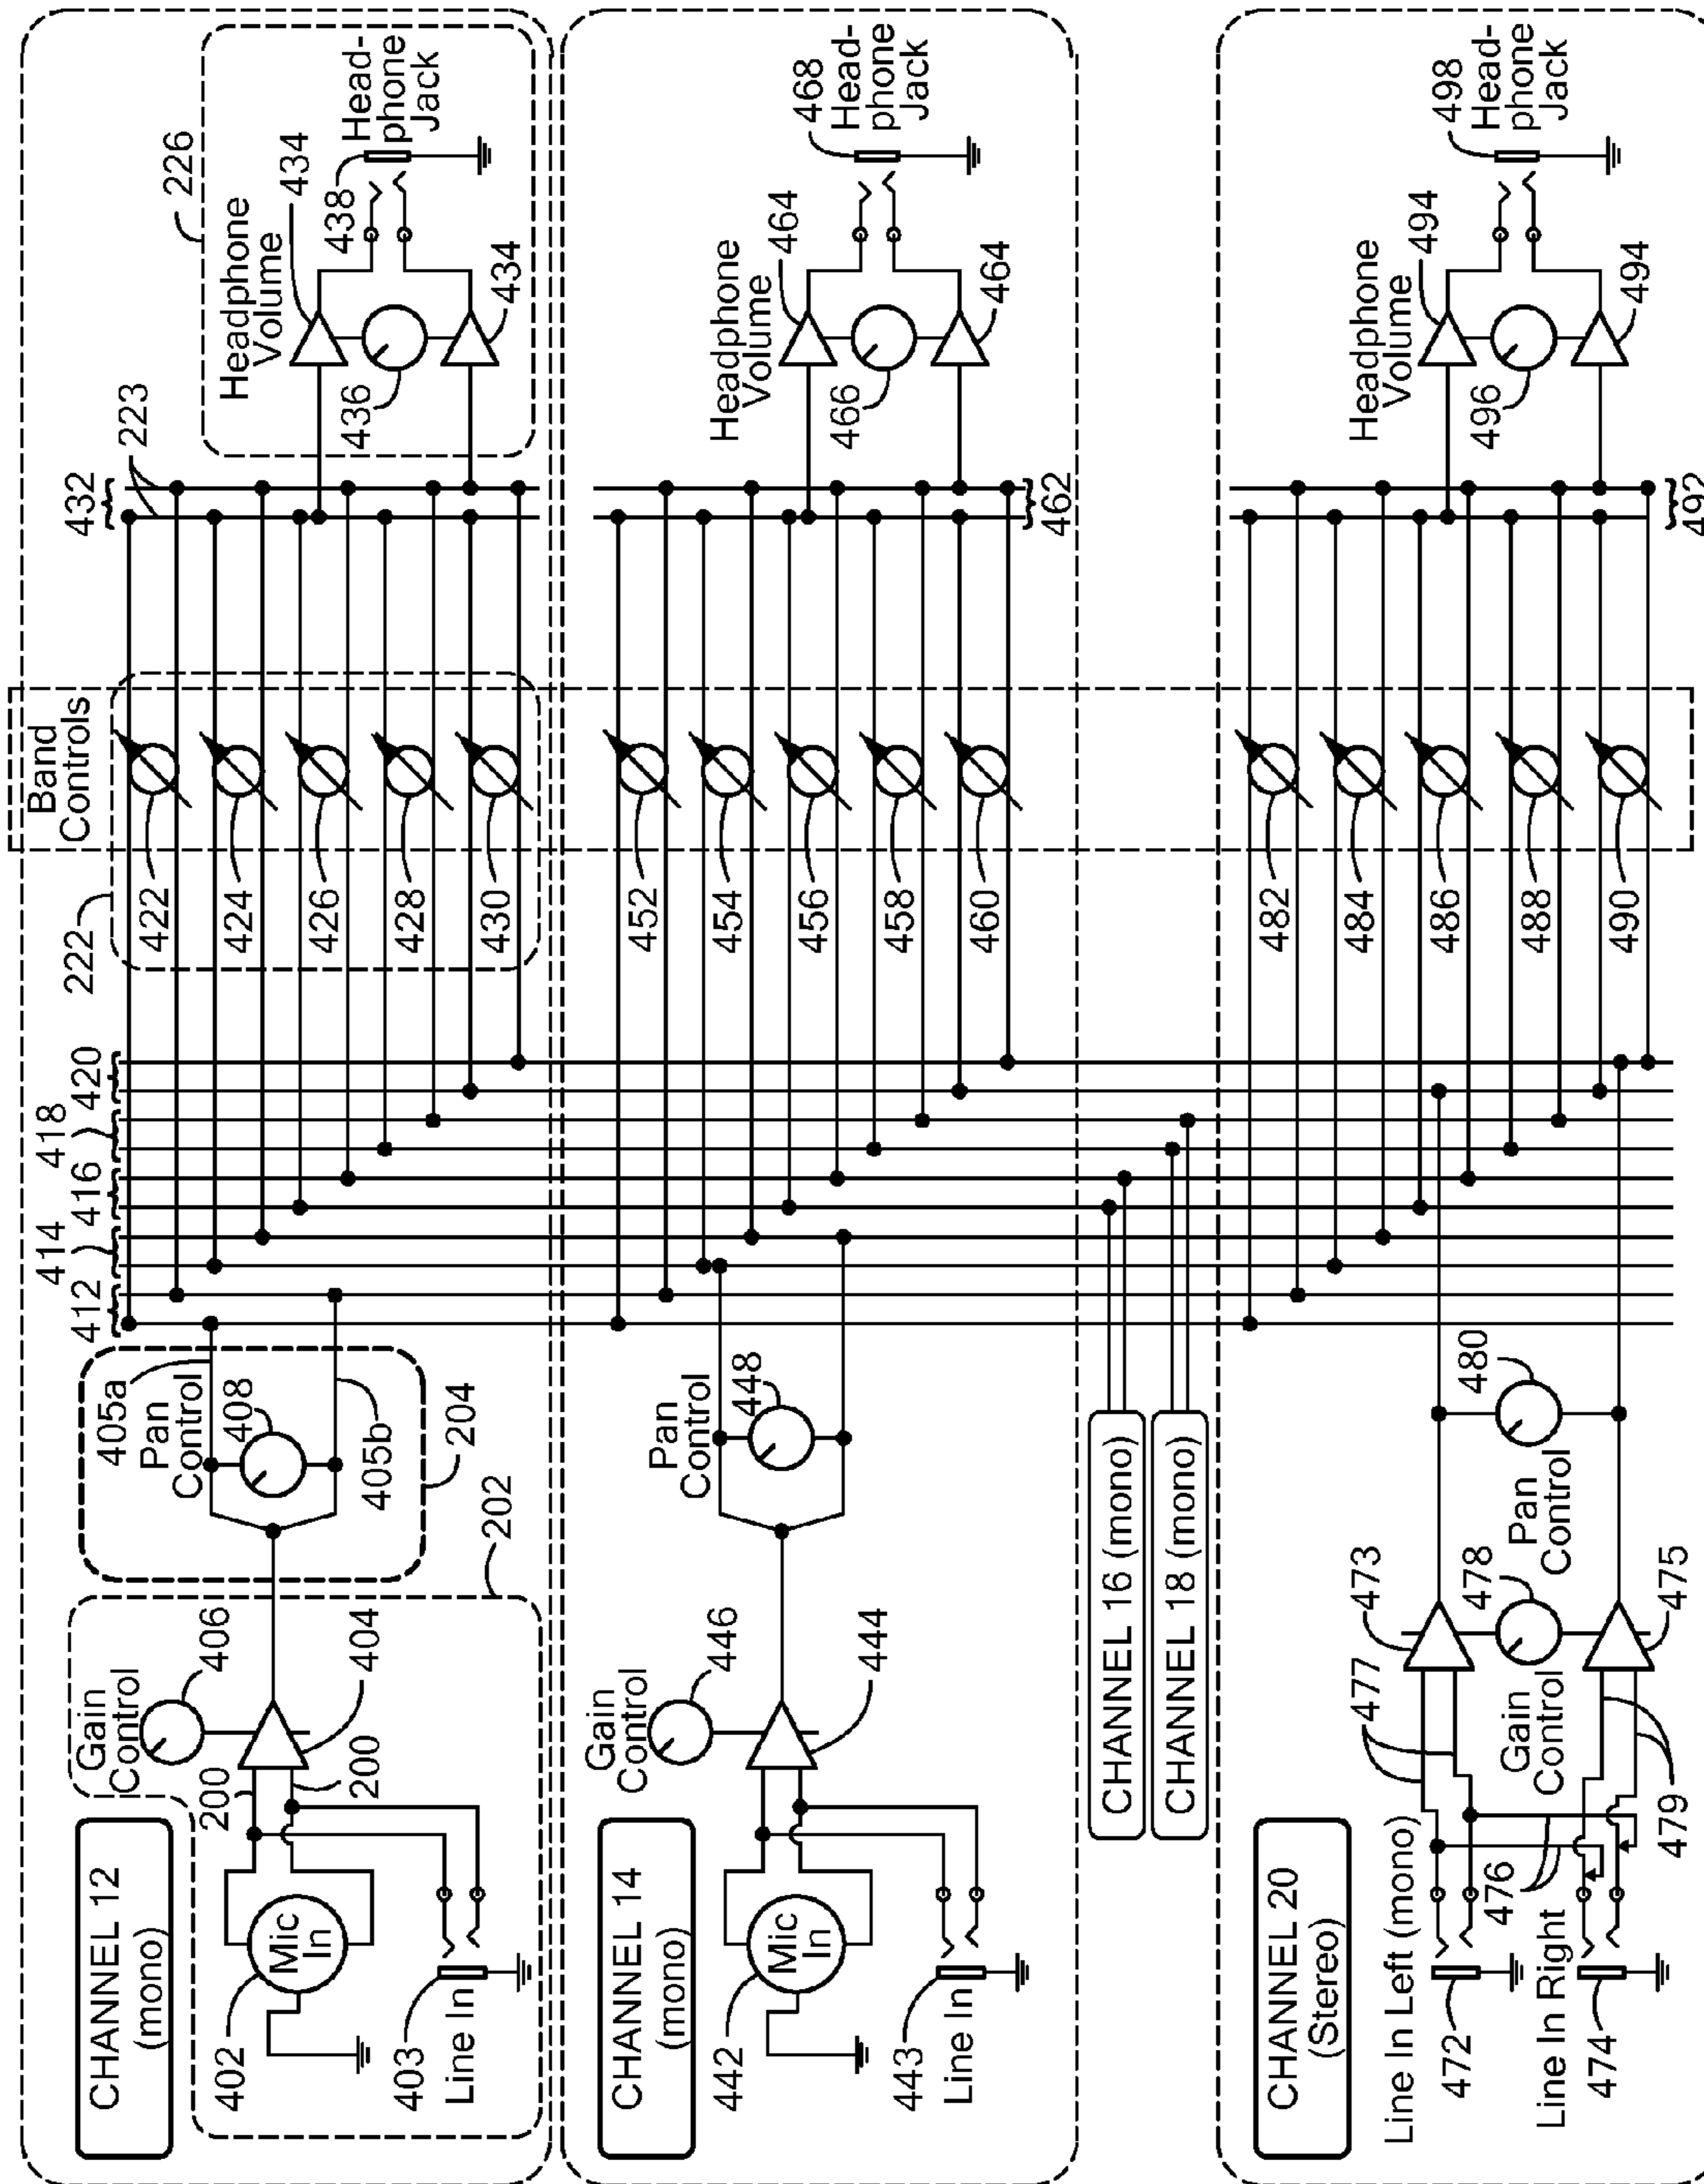 CHANNEL 12
(mono)
Gain
Control
406
404
200
200
Mic
In
402
403
Line In
202
204
Pan
Control
405a
408
405b
412
414
416
418
420
222
Band
Controls
422
424
426
428
430
432
223
226
Headphone
Volume
434
434
436
438
Head-
phone
Jack
CHANNEL 14
(mono)
Gain
Control
446
444
Mic
In
442
443
Line In
Pan
Control
448
452
454
456
458
460
462
Headphone
Volume
464
464
466
468
Head-
phone
Jack
CHANNEL 16 (mono)
CHANNEL 18 (mono)
CHANNEL 20
(Stereo)
Line In Left (mono)
472
Line In Right
474
476
477
479
473
475
Gain
Control
478
Pan
Control
480
482
484
486
488
490
492
Headphone
Volume
494
494
496
498
Head-
phone
Jack